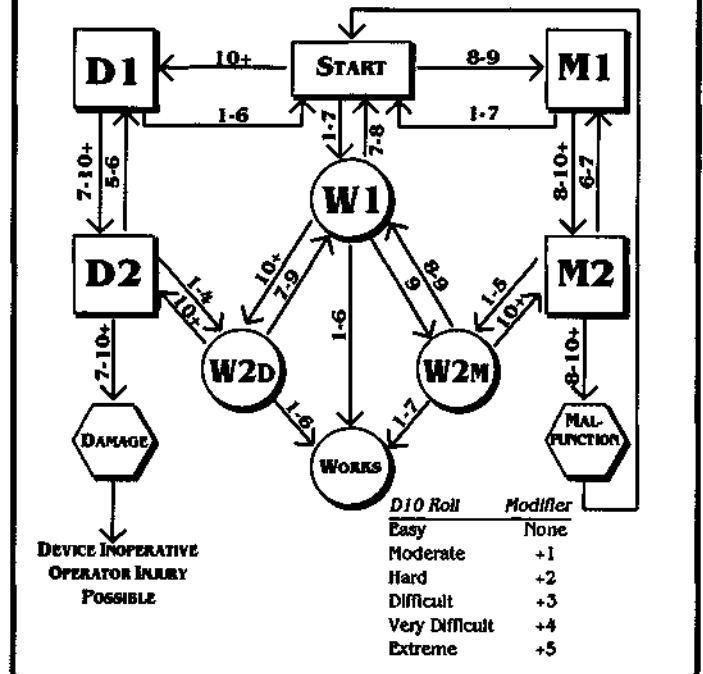 D1
10+
START
8-9
M1
1-6
1-7
7-8
1-7
7-10+
5-6
W1
8-10+
6-7
D2
1-4
10+
10+
7-9
1-6
9
8-9
1-5
10+
M2
7-10+
W2D
W2M
8-10+
1-6
1-7
DAMAGE
WORKS
MAL-
FUNCTION
D10 Roll Modifier
Easy None
Moderate +1
Hard +2
Difficult +3
Very Difficult +4
Extreme +5
DEVICE INOPERATIVE
OPERATOR INJURY
POSSIBLE